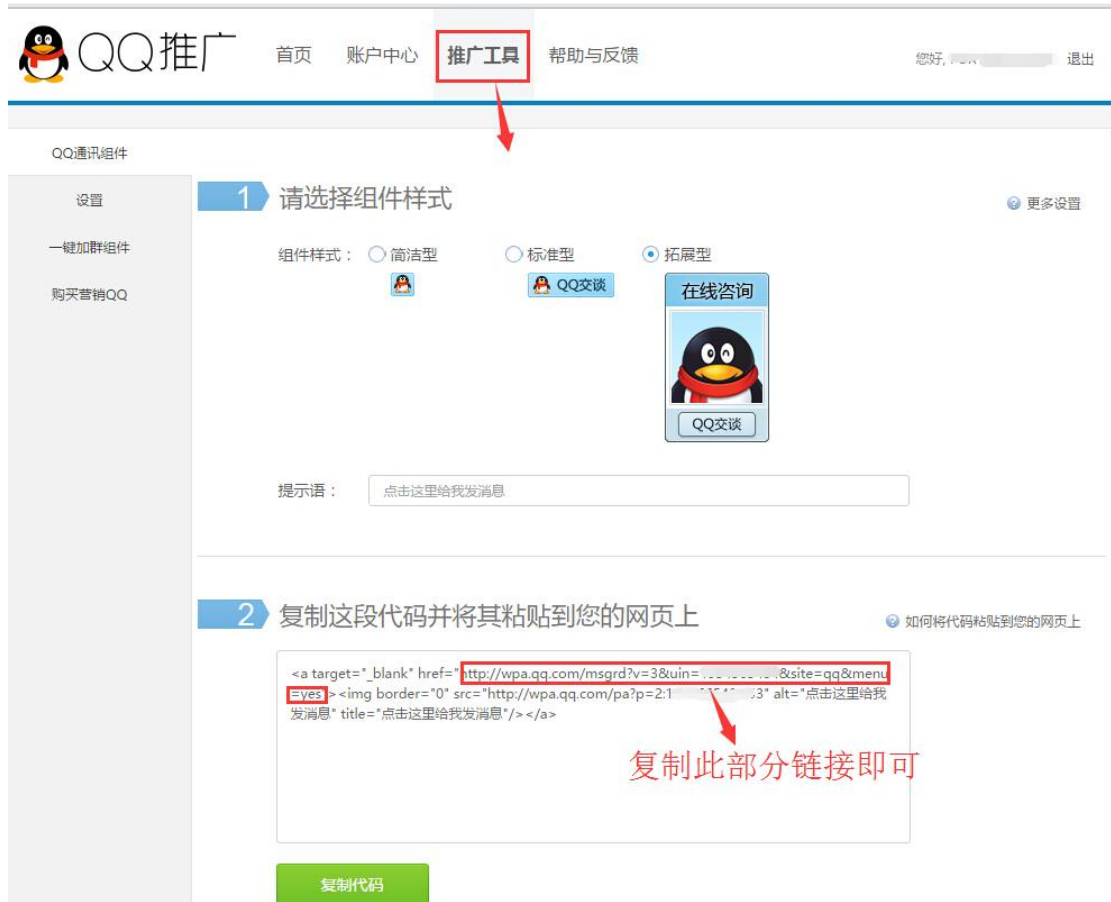 QQ推广 首页 账户中心 推广工具 帮助与反馈 您好, 退出
QQ通讯组件
设置
一键加群组件
购买营销QQ
1 请选择组件样式 更多设置
组件样式： 简洁型 标准型 拓展型
QQ交谈
在线咨询
QQ交谈
提示语： 点击这里给我发消息
2 复制这段代码并将其粘贴到您的网页上 如何将代码粘贴到您的网页上
<a target="_blank" href="http://wpa.qq.com/msgrd?v=3&uin= &site=qq&menu
=yes"><img border="0" src="http://wpa.qq.com/pa?p=2: " alt="点击这里给我
发消息" title="点击这里给我发消息"/></a>
复制此部分链接即可
复制代码